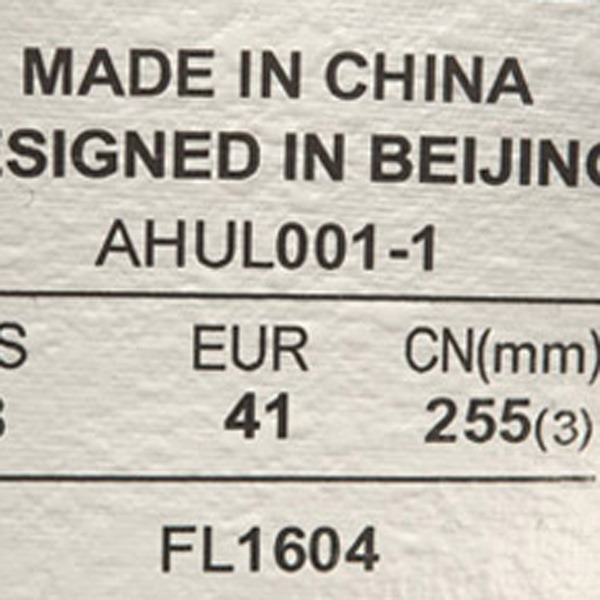 MADE IN CHINA
ESIGNED IN BEIJING
AHUL001-1
S EUR CN(mm)
41 255(3)
FL1604